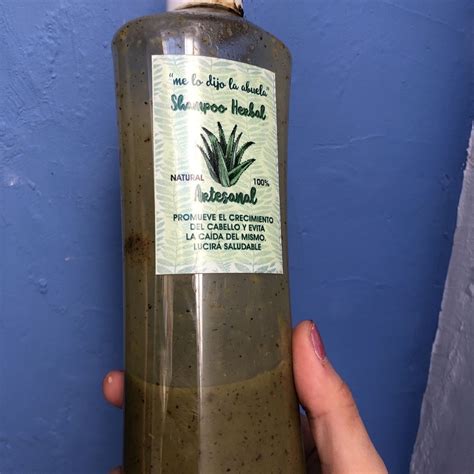 "me lo dijo la abuela"
Shampoo Herbal
NATURAL 100%
Artesanal
PROMUEVE EL CRECIMIENTO
DEL CABELLO Y EVITA
LA CAÍDA DEL MISMO.
LUCIRÁ SALUDABLE